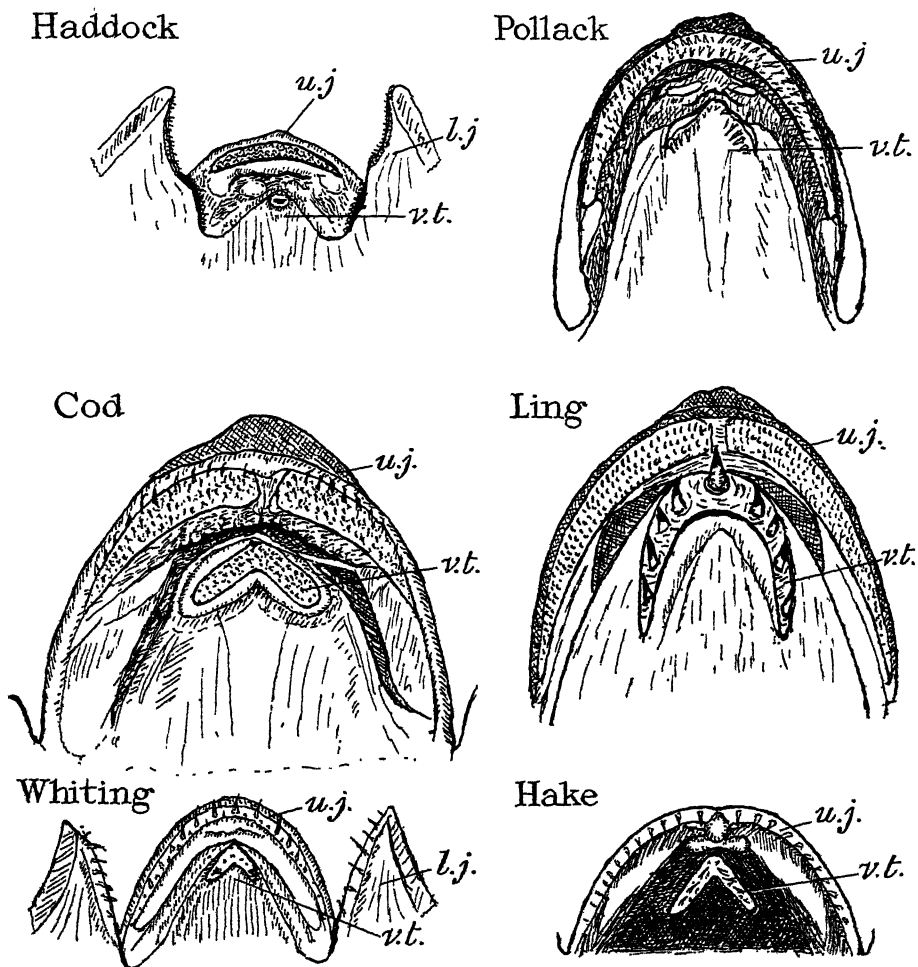 Haddock
u.j
l.j
v.t.
Pollack
u.j
v.t.
Cod
u.j.
v.t.
Ling
u.j.
v.t.
Whiting
u.j.
l.j.
v.t.
Hake
u.j.
v.t.